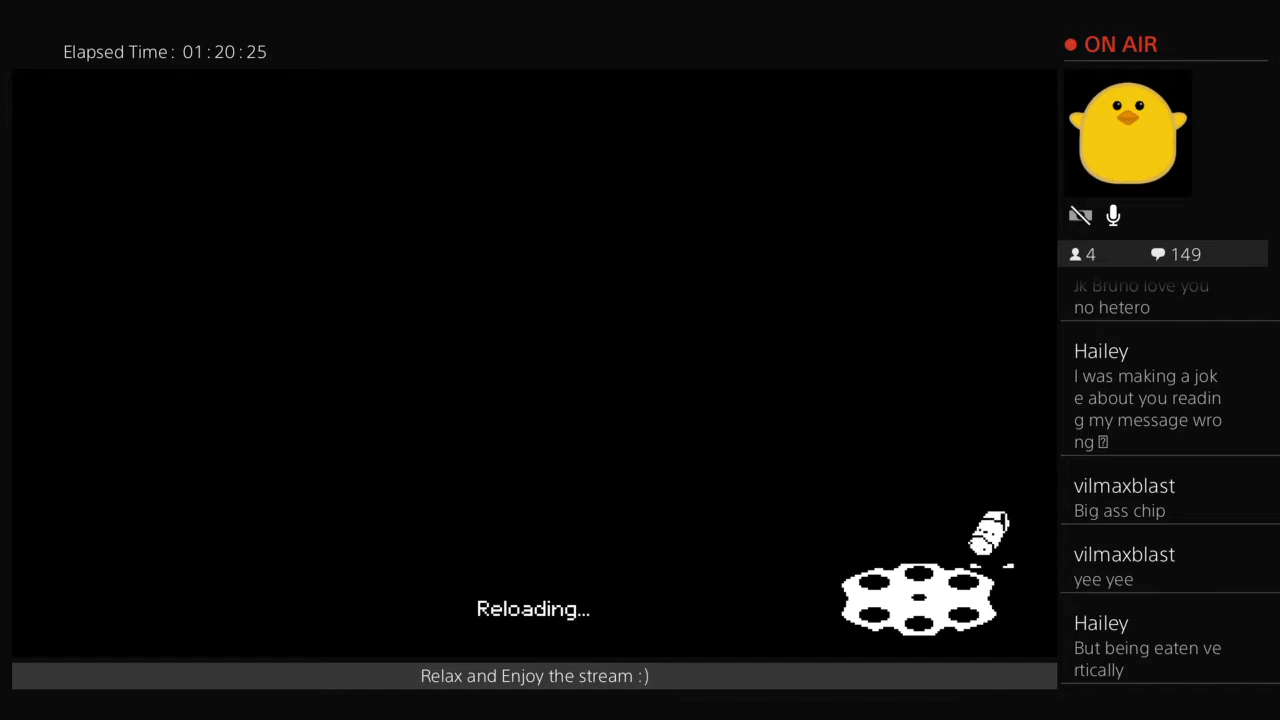 Elapsed Time: 01:20:25
ON AIR
4 149
Jk Bruno love you
no hetero
Hailey
I was making a jok
e about you readin
g my message wro
ng
vilmaxblast
Big ass chip
vilmaxblast
yee yee
Hailey
But being eaten ve
rtically
Reloading...
Relax and Enjoy the stream :)